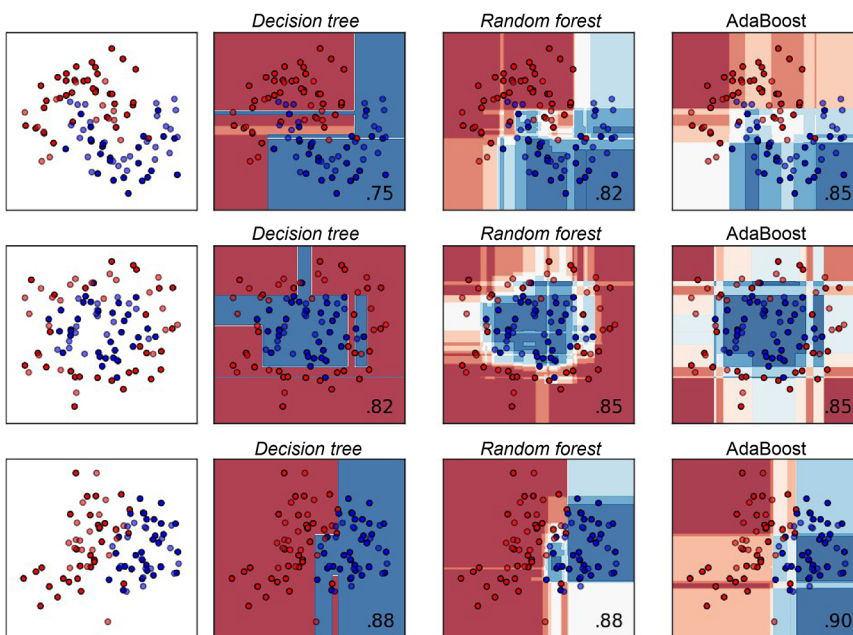 Decision tree Random forest AdaBoost
.75 .82 .85
Decision tree Random forest AdaBoost
.82 .85 .85
Decision tree Random forest AdaBoost
.88 .88 .90